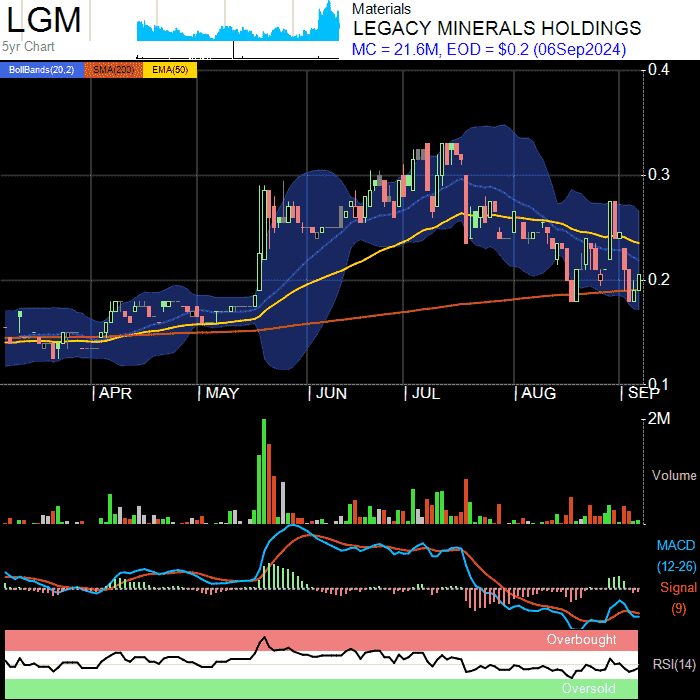 LGM
5yr Chart
Materials
LEGACY MINERALS HOLDINGS
MC = 21.6M, EOD = $0.2 (06Sep2024)
BollBands(20,2) SMA(200) EMA(50)
0.4
0.3
0.2
0.1
APR MAY JUN JUL AUG SEP
2M
Volume
MACD
(12-26)
Signal
(9)
Overbought
RSI(14)
Oversold